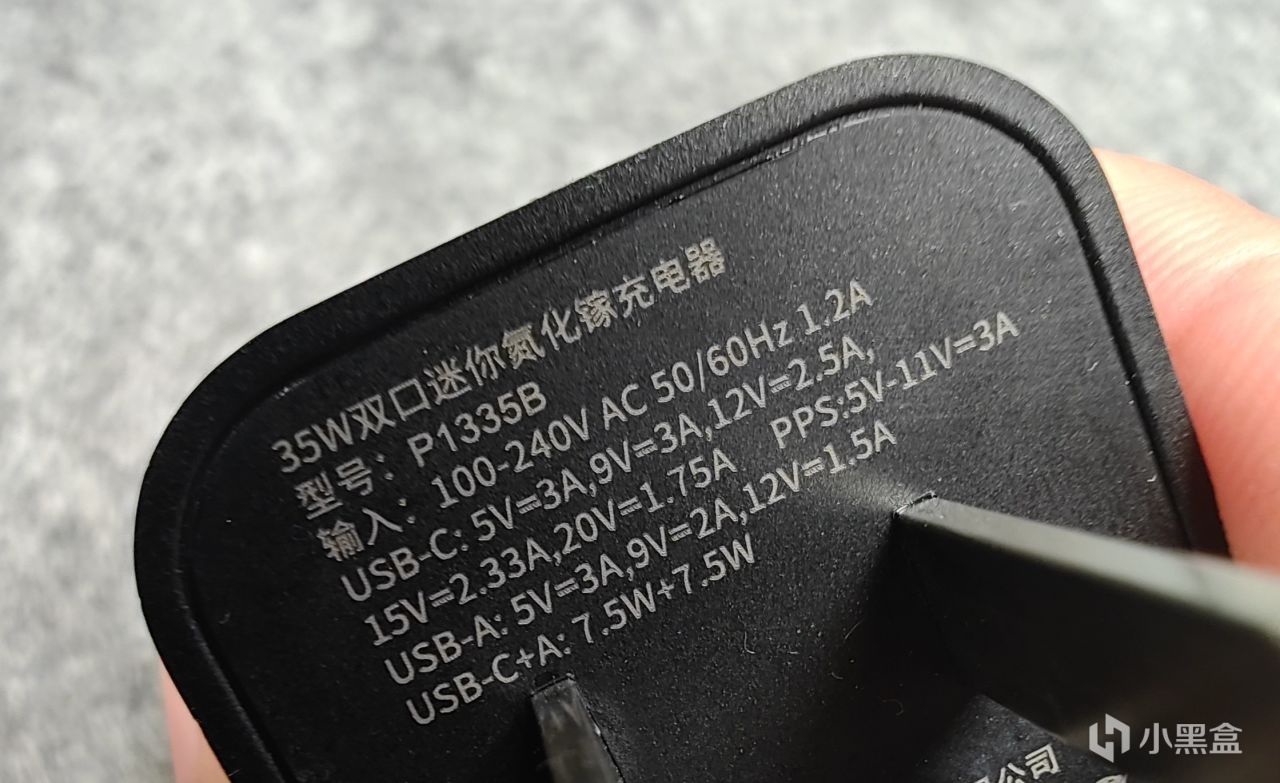 35W双口迷你氮化镓充电器
型号：P1335B
输入：100-240V AC 50/60Hz 1.2A
USB-C: 5V=3A,9V=3A,12V=2.5A,
15V=2.33A,20V=1.75A PPS:5V-11V=3A
USB-A: 5V=3A,9V=2A,12V=1.5A
USB-C+A: 7.5W+7.5W
公司
小黑盒